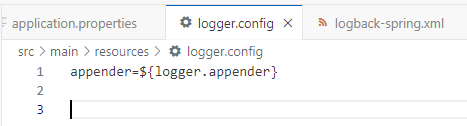 application.properties logger.config logback-spring.xml
src > main > resources > logger.config
1 appender=${logger.appender}
2
3